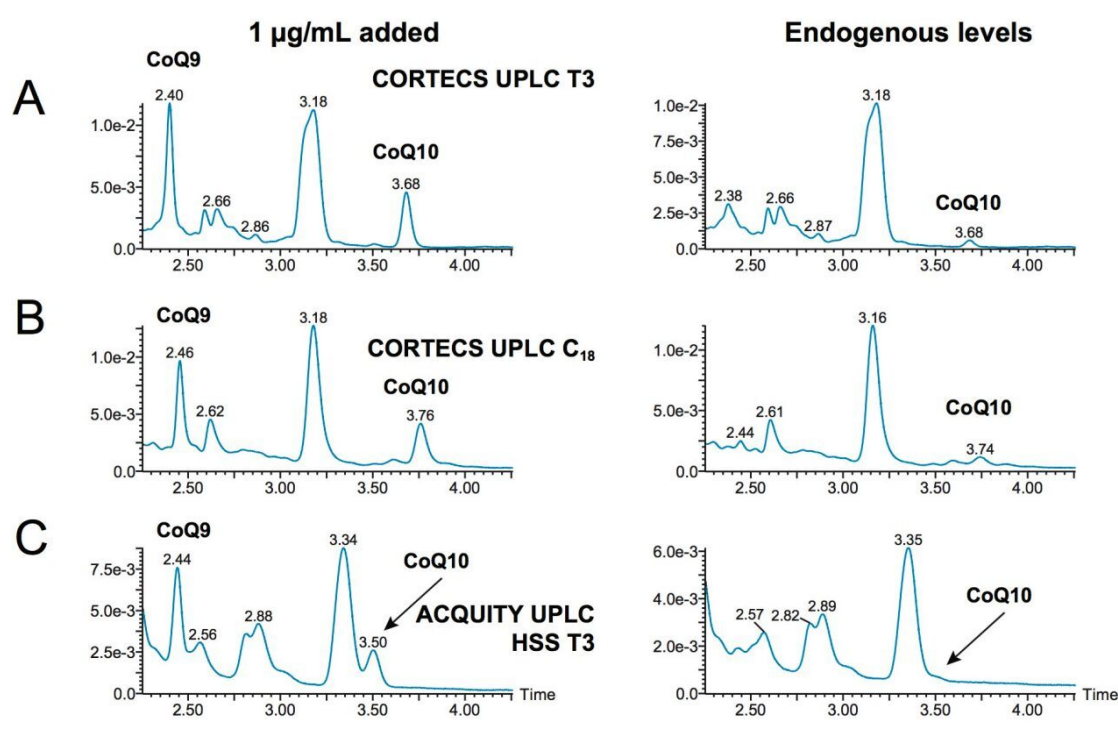 1 µg/mL added
Endogenous levels
A
CoQ9
CORTECS UPLC T3
2.40
3.18
1.0e-2
CoQ10
3.68
5.0e-3
2.66
2.86
0.0
2.50 3.00 3.50 4.00
1.0e-2
3.18
7.5e-3
5.0e-3
CoQ10
2.38
2.66
2.5e-3
2.87
3.68
0.0
2.50 3.00 3.50 4.00
B
CoQ9
3.18
CORTECS UPLC C18
2.46
1.0e-2
CoQ10
3.76
5.0e-3
2.62
0.0
2.50 3.00 3.50 4.00
3.16
1.0e-2
CoQ10
5.0e-3
2.61
2.44
3.74
0.0
2.50 3.00 3.50 4.00
C
CoQ9
3.34
2.44
CoQ10
7.5e-3
ACQUITY UPLC
HSS T3
5.0e-3
2.88
2.56
3.50
2.5e-3
0.0
Time
2.50 3.00 3.50 4.00
3.35
6.0e-3
CoQ10
4.0e-3
2.57
2.82
2.89
2.0e-3
0.0
Time
2.50 3.00 3.50 4.00